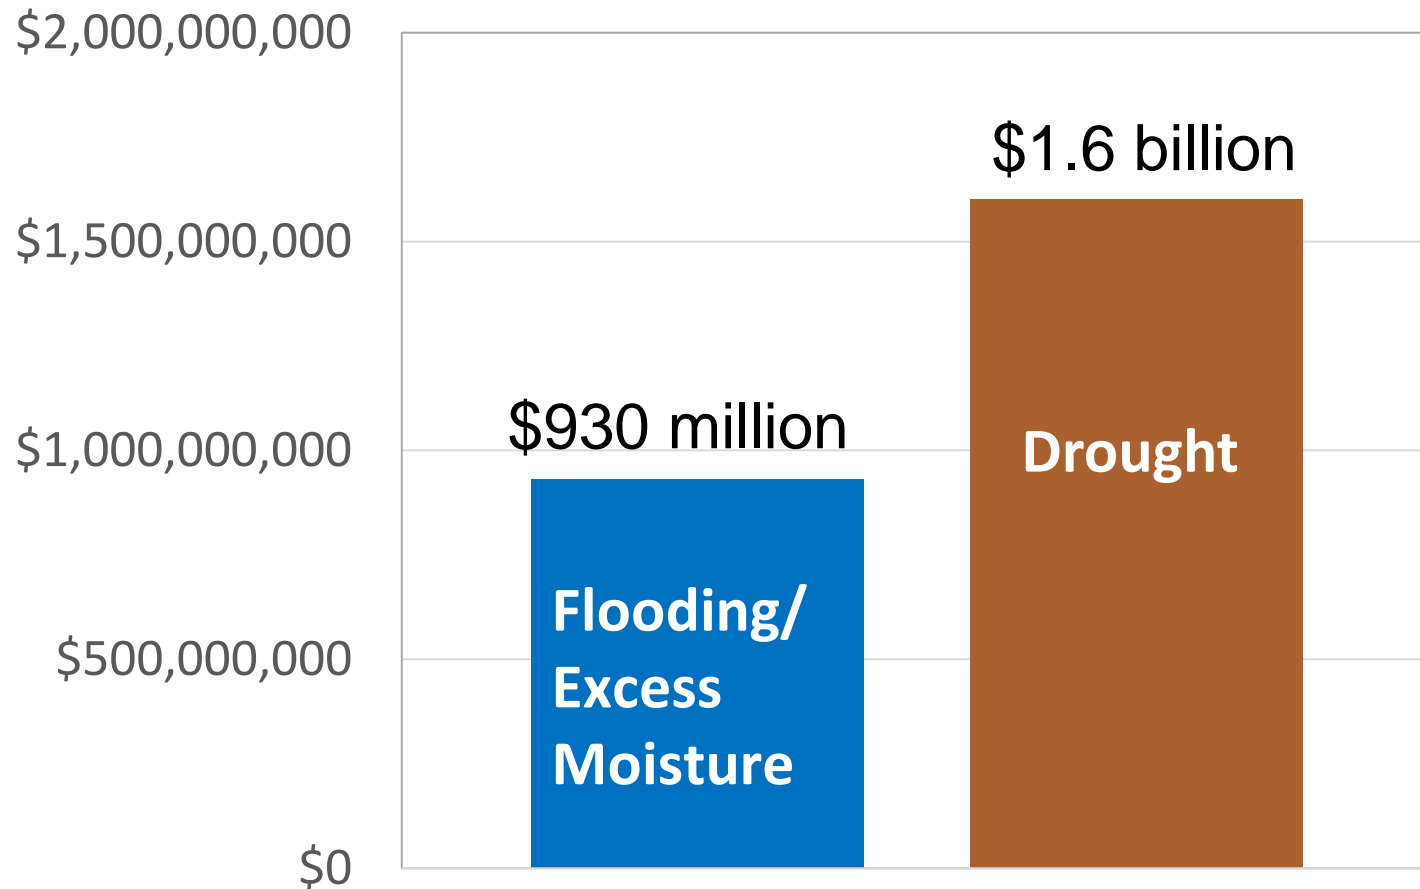 $2,000,000,000
$1.6 billion
$1,500,000,000
$930 million
$1,000,000,000
Drought
Flooding/
Excess
Moisture
$500,000,000
$0